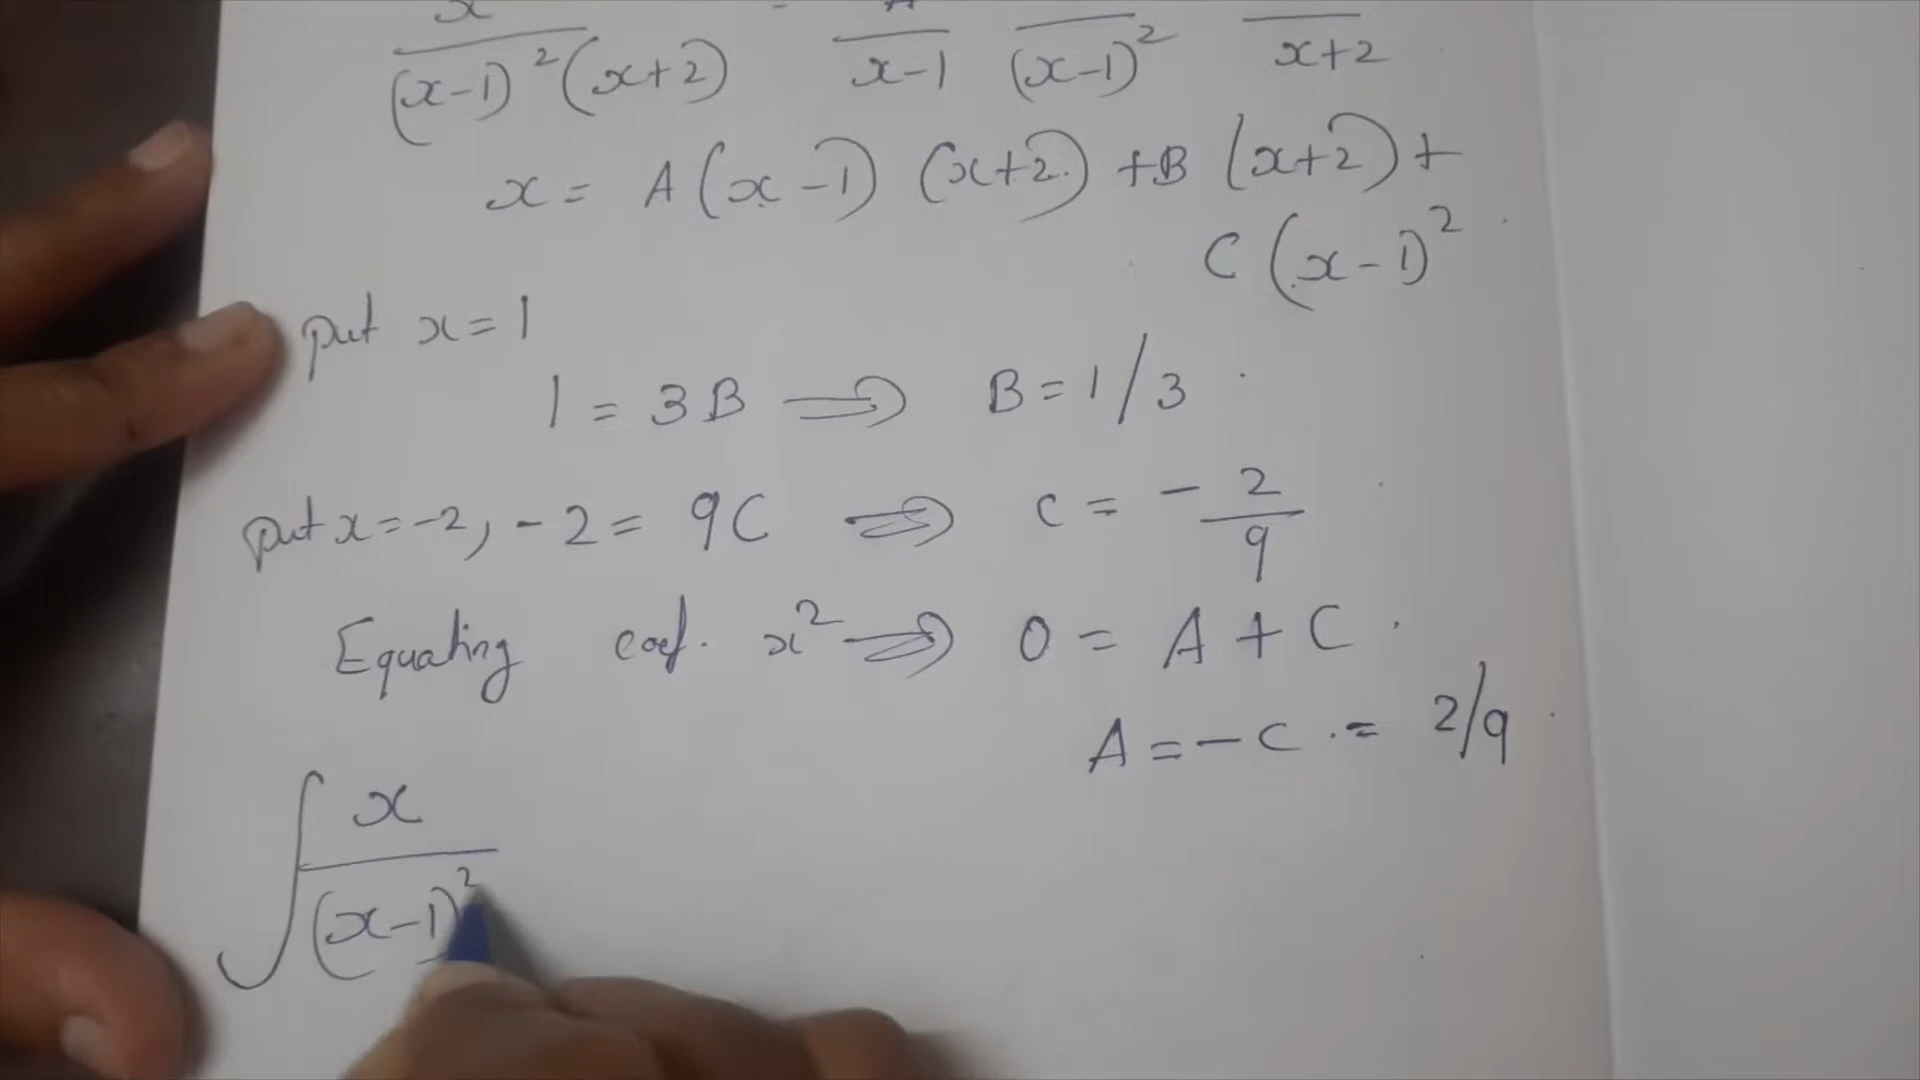 x A
(x-1)² (x+2) x-1 (x-1)² x+2
x = A (x-1) (x+2) + B (x+2) +
C (x-1)²
put x = 1
1 = 3B ⇒ B = 1/3
put x = -2, -2 = 9C ⇒ C = - 2/9
Equating coef. x² ⇒ 0 = A + C.
A = -C. = 2/9
∫ x
(x-1)²